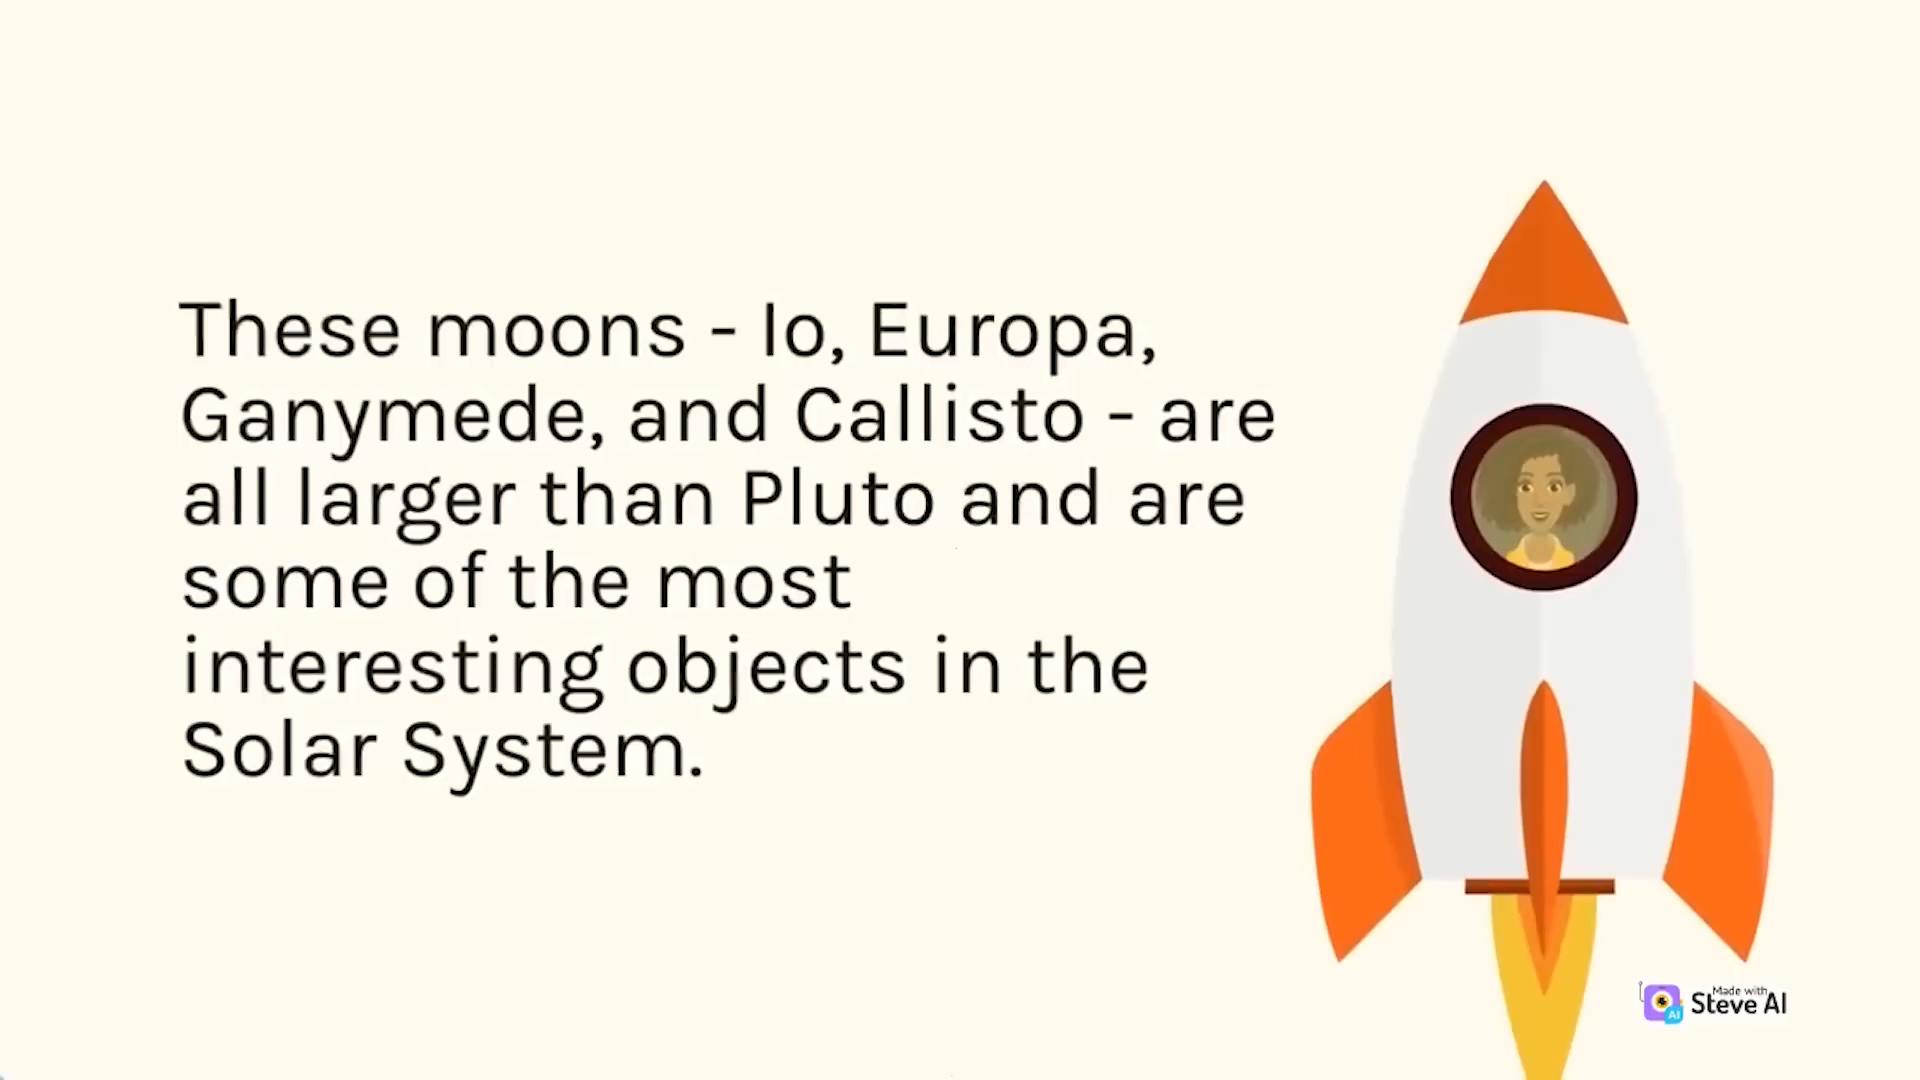 These moons - Io, Europa,
Ganymede, and Callisto - are
all larger than Pluto and are
some of the most
interesting objects in the
Solar System.
Made with
Steve AI
AI